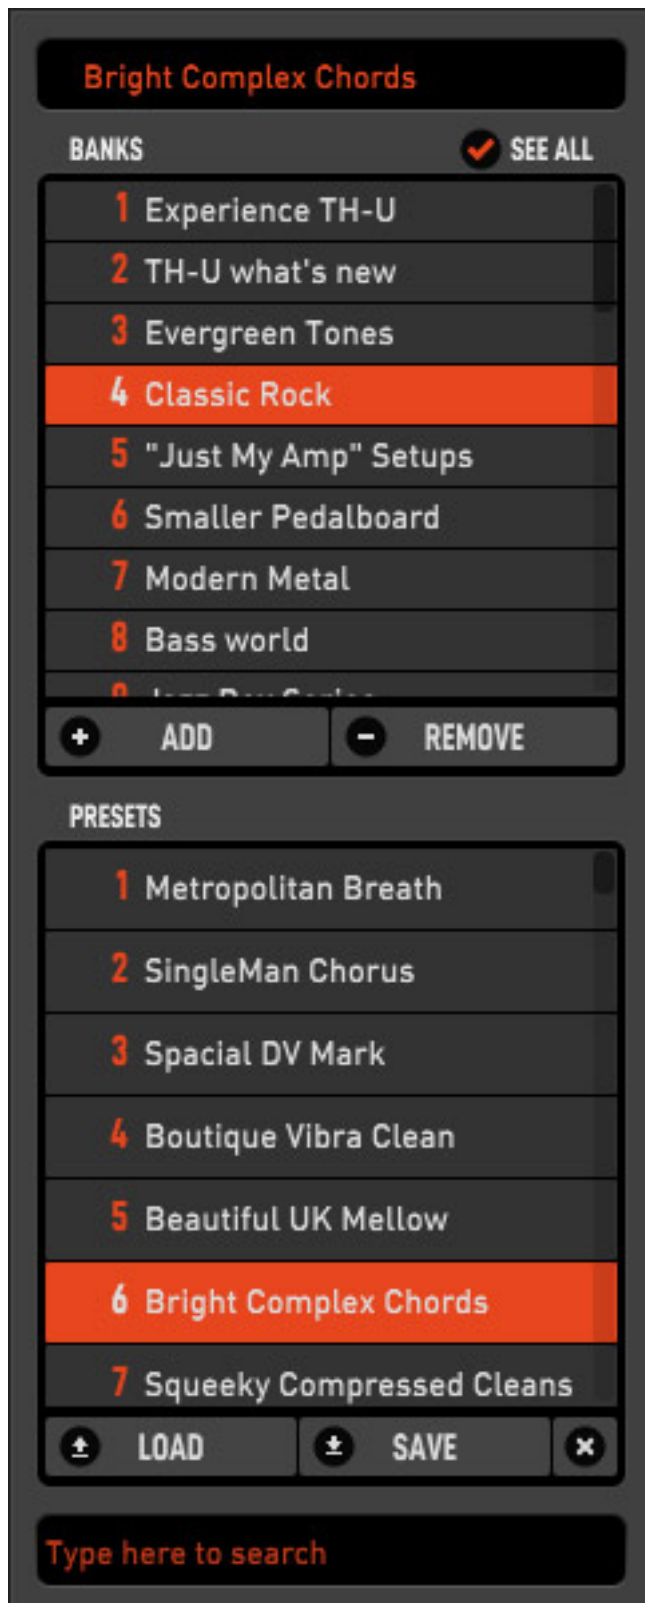 Bright Complex Chords
BANKS SEE ALL
1 Experience TH-U
2 TH-U what's new
3 Evergreen Tones
4 Classic Rock
5 "Just My Amp" Setups
6 Smaller Pedalboard
7 Modern Metal
8 Bass world
ADD REMOVE
PRESETS
1 Metropolitan Breath
2 SingleMan Chorus
3 Spacial DV Mark
4 Boutique Vibra Clean
5 Beautiful UK Mellow
6 Bright Complex Chords
7 Squeeky Compressed Cleans
LOAD SAVE
Type here to search